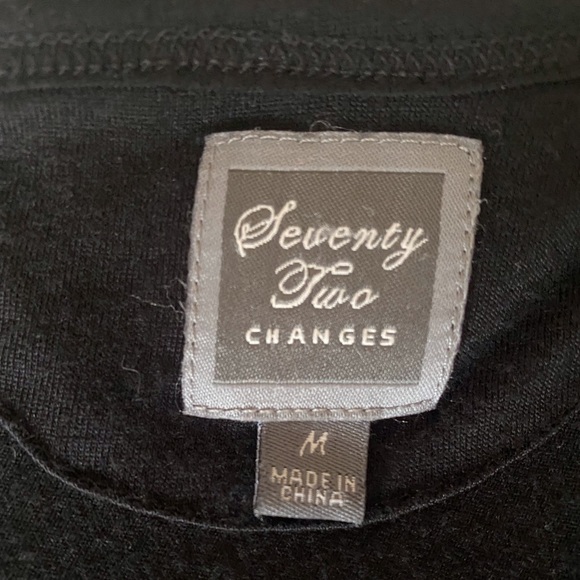 Seventy
Two
CHANGES
M
MADE IN
CHINA